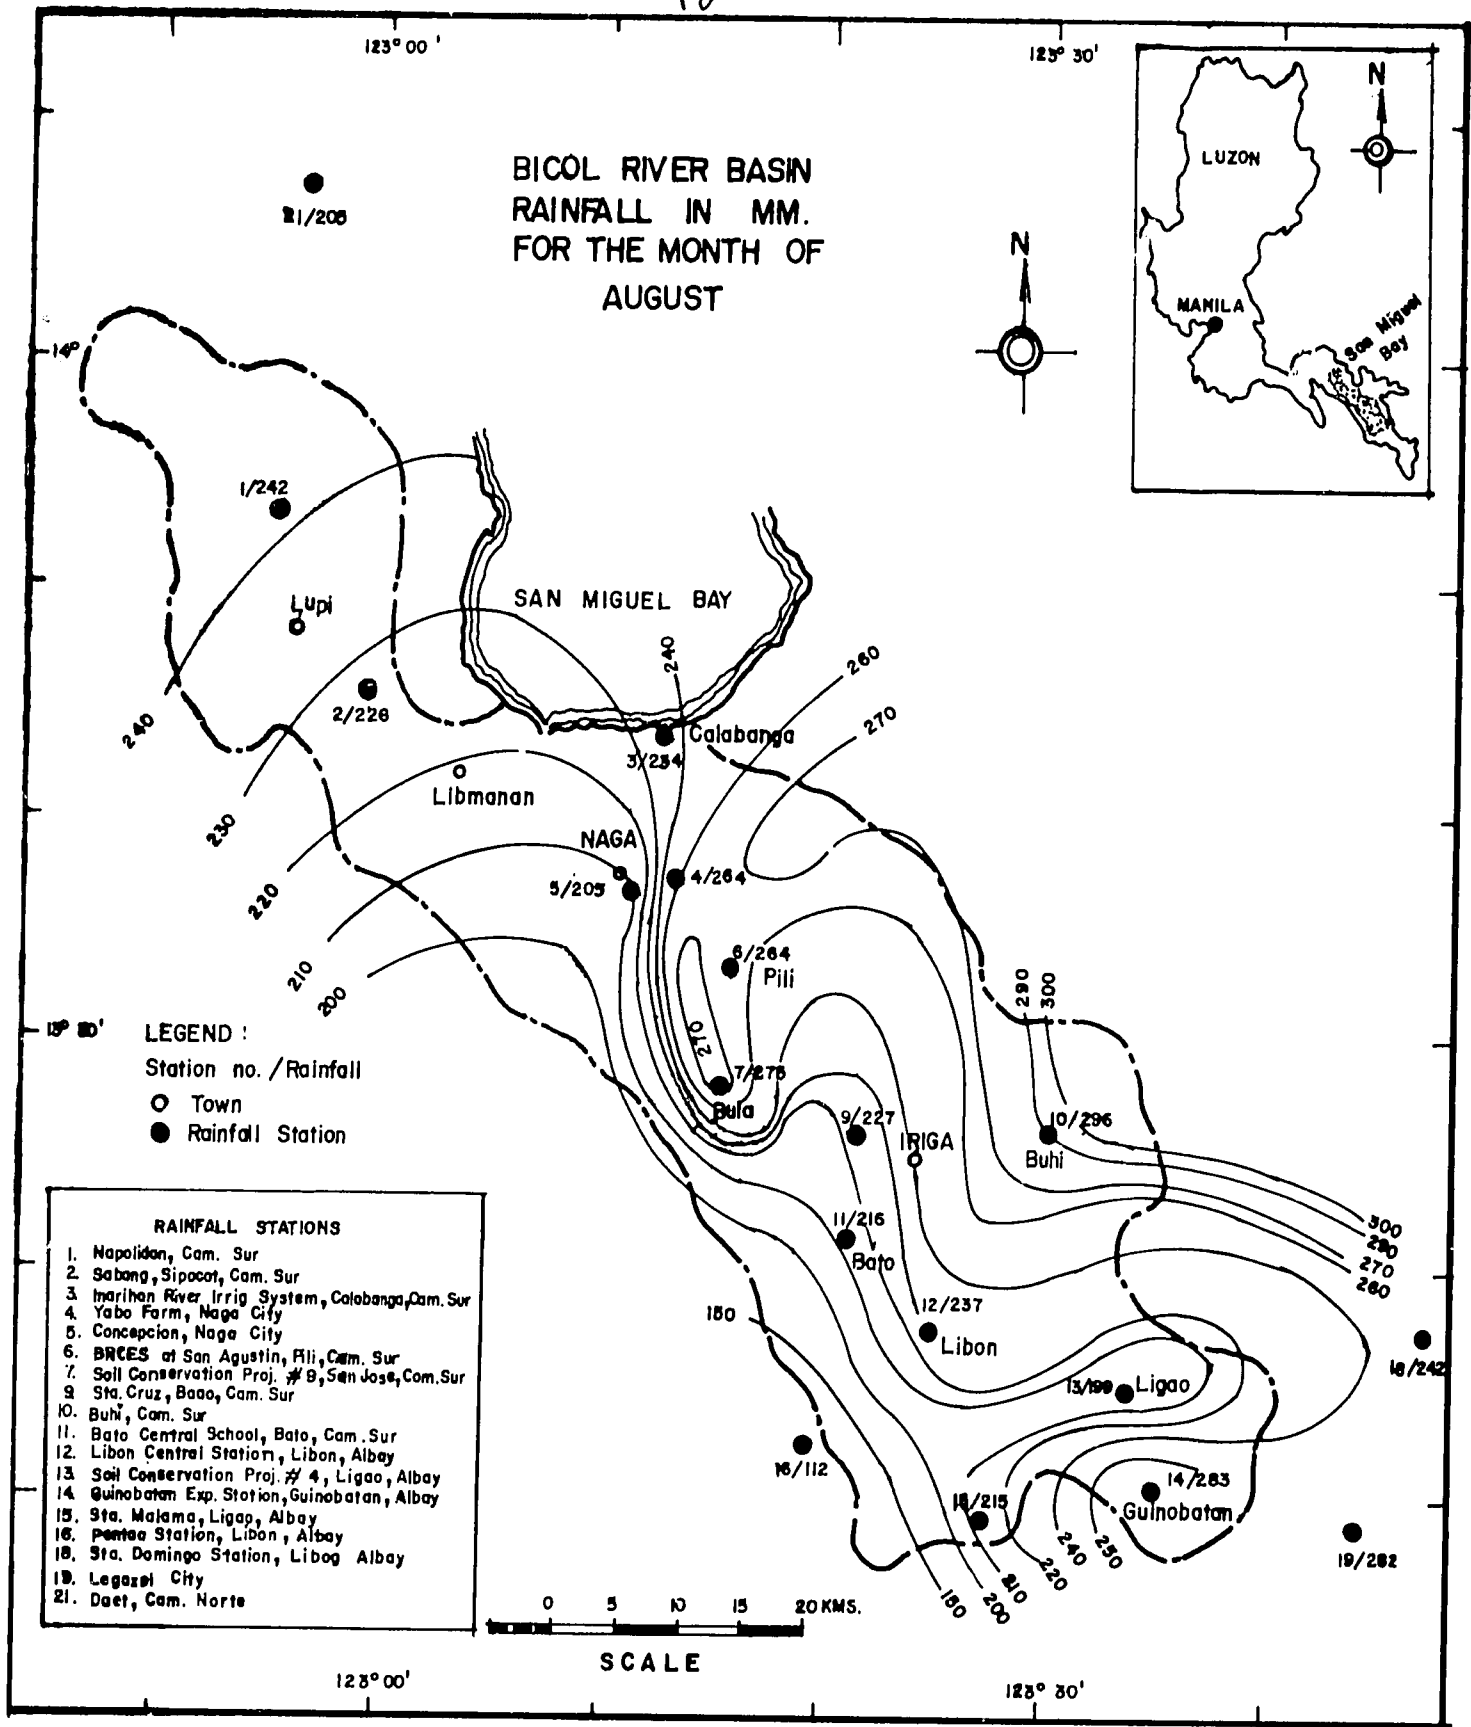 123° 00'
123° 30'
BICOL RIVER BASIN
RAINFALL IN MM.
FOR THE MONTH OF
AUGUST
N
N
LUZON
MANILA
San Miguel
Bay
21/205
14°
1/242
Lupi
2/226
SAN MIGUEL BAY
240
260
270
240
Calabanga
3/234
Libmanan
230
NAGA
5/205
4/264
220
6/264
Pili
210
200
290
300
270
7/275
Bula
13° 30'
LEGEND :
Station no. / Rainfall
Town
Rainfall Station
9/227
IRIGA
10/296
Buhi
11/216
Bato
300
290
270
260
12/237
Libon
150
18/242
13/199
Ligao
16/112
15/215
14/283
Guinobatan
19/282
250
240
220
210
200
180
RAINFALL STATIONS
1. Napolidan, Cam. Sur
2. Sabang, Sipocot, Cam. Sur
3. Inarihan River Irrig System, Calabanga, Cam. Sur
4. Yabo Farm, Naga City
5. Concepcion, Naga City
6. BRCES at San Agustin, Pili, Cam. Sur
7. Soil Conservation Proj. # 9, San Jose, Cam. Sur
9. Sta. Cruz, Baao, Cam. Sur
10. Buhi, Cam. Sur
11. Bato Central School, Bato, Cam. Sur
12. Libon Central Station, Libon, Albay
13. Soil Conservation Proj. # 4, Ligao, Albay
14. Guinobatan Exp. Station, Guinobatan, Albay
15. Sta. Malama, Ligao, Albay
16. Pantao Station, Libon, Albay
18. Sto. Domingo Station, Libog Albay
19. Legazpi City
21. Daet, Cam. Norte
0 5 10 15 20 KMS.
SCALE
123° 00'
123° 30'